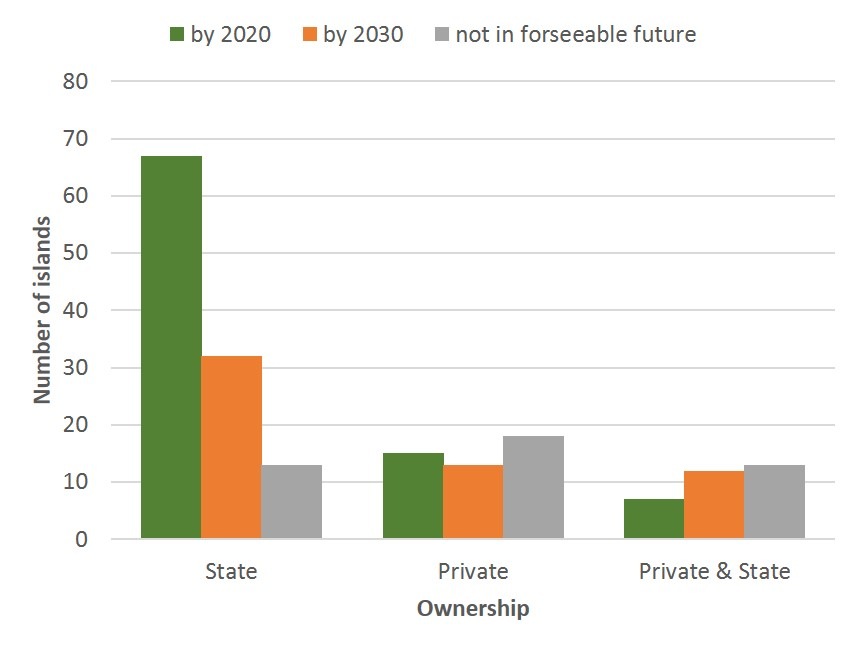 by 2020 by 2030 not in forseeable future
80
70
60
50
40
30
20
10
0
Number of islands
State Private Private & State
Ownership